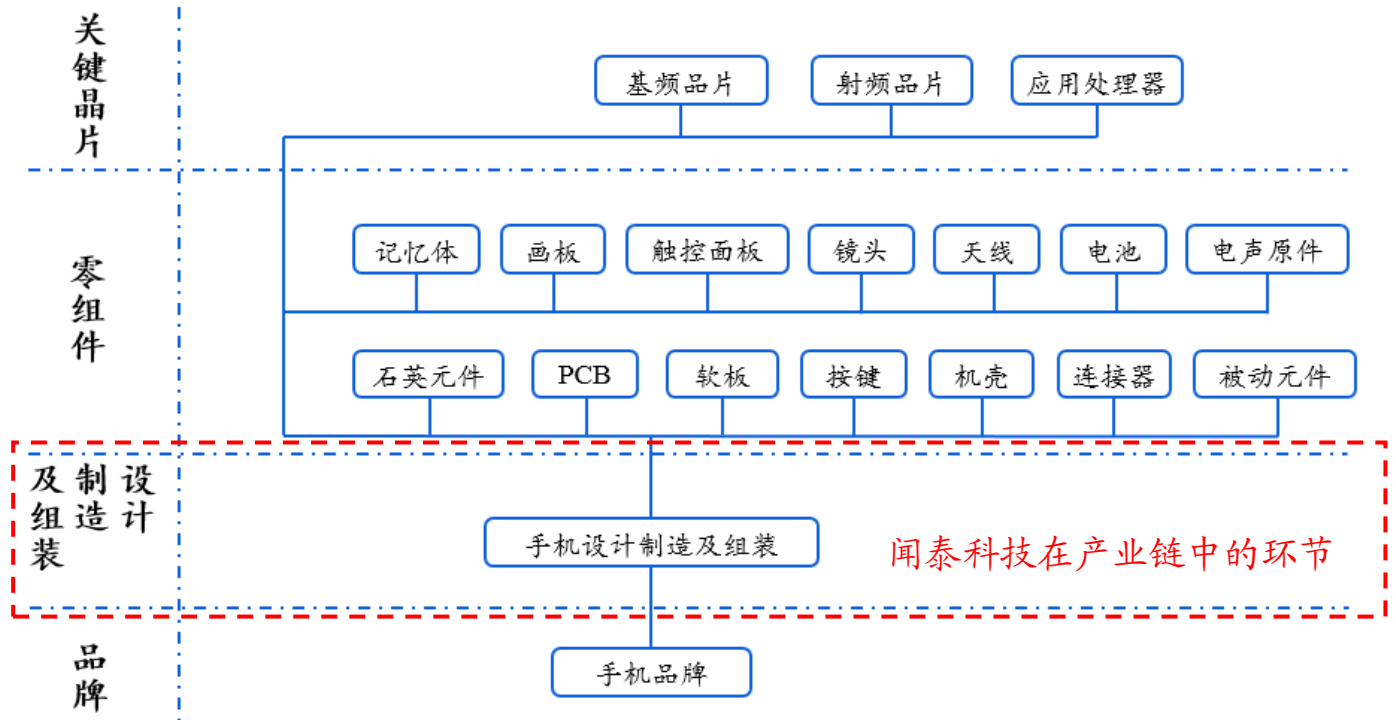 关键晶片
基频品片
射频品片
应用处理器
零组件
记忆体
画板
触控面板
镜头
天线
电池
电声原件
石英元件
PCB
软板
按键
机壳
连接器
被动元件
设计
制造
及组装
手机设计制造及组装
闻泰科技在产业链中的环节
品牌
手机品牌